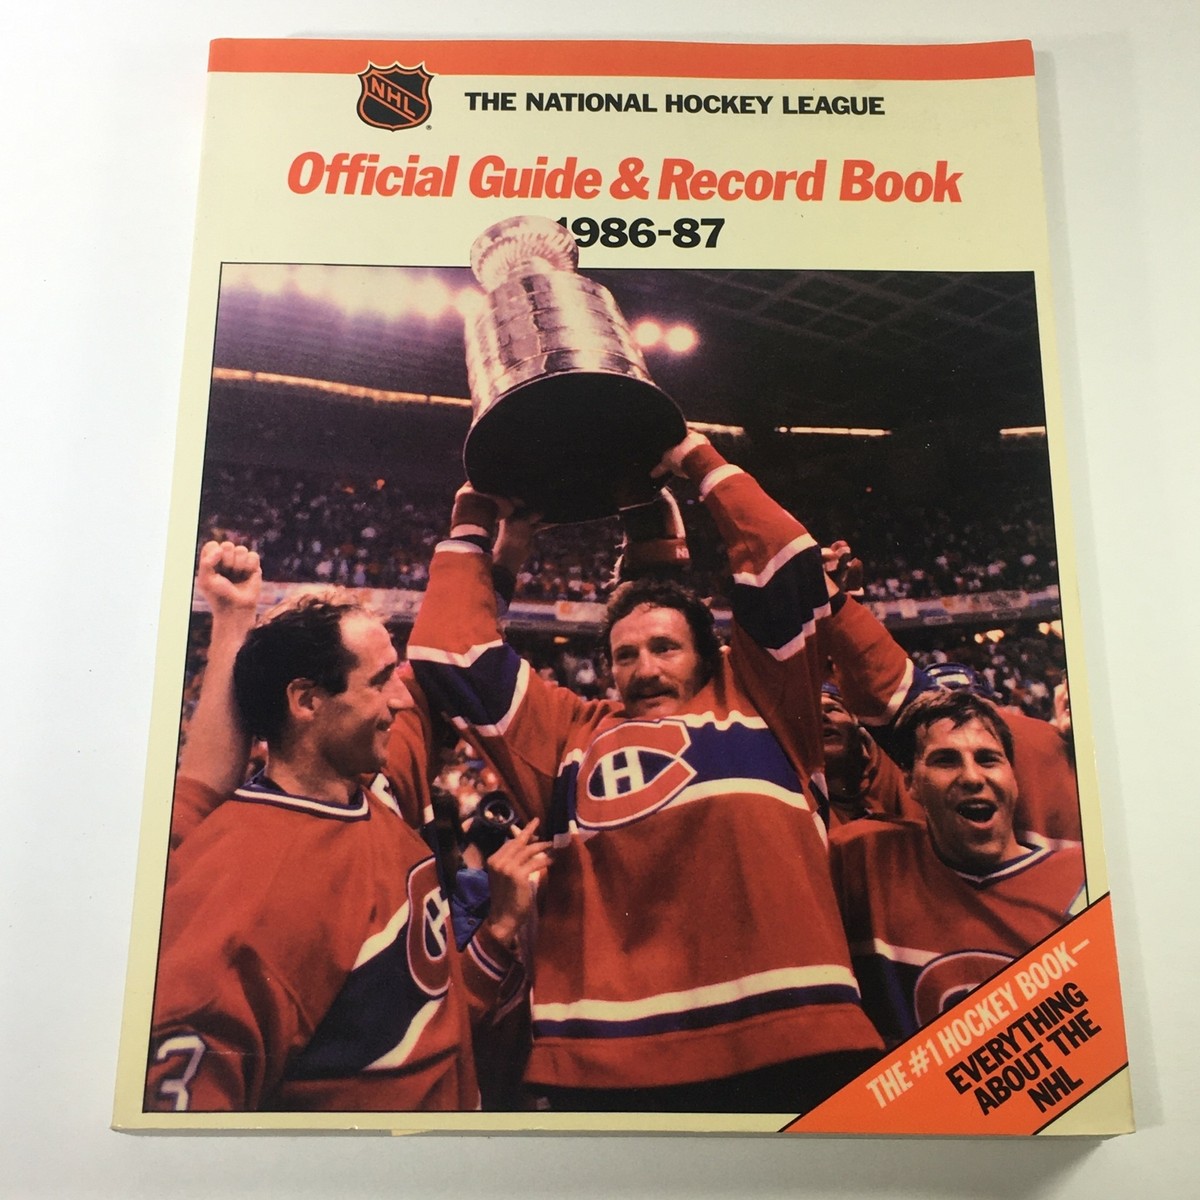 NHL
THE NATIONAL HOCKEY LEAGUE
Official Guide & Record Book
1986-87
H
3
THE #1 HOCKEY BOOK—
EVERYTHING
ABOUT THE
NHL